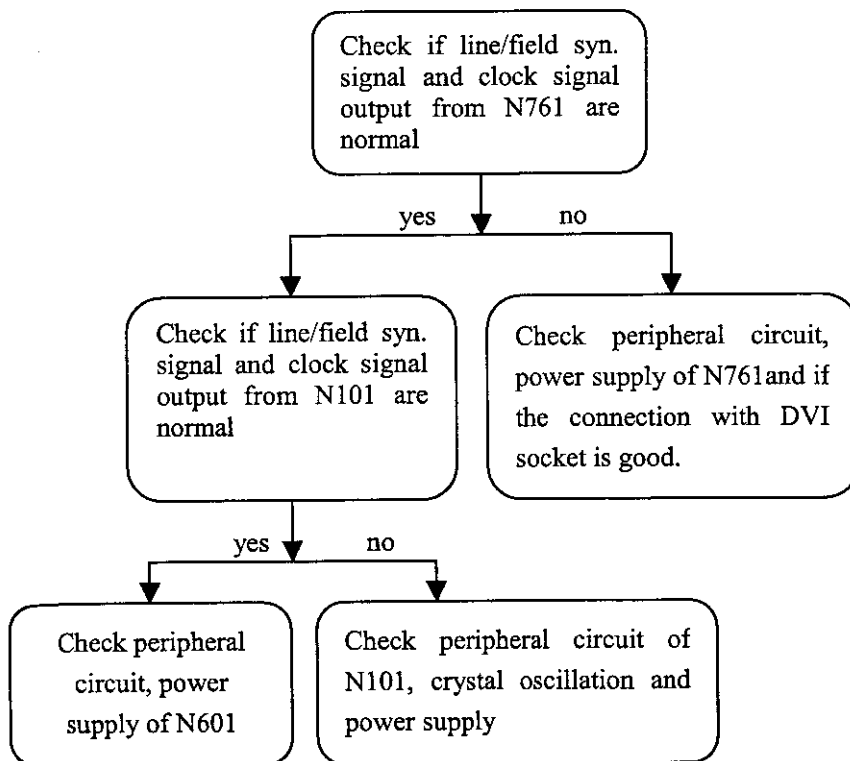 Check if line/field syn.
signal and clock signal
output from N761 are
normal
yes no
Check if line/field syn.
signal and clock signal
output from N101 are
normal
Check peripheral circuit,
power supply of N761and if
the connection with DVI
socket is good.
yes no
Check peripheral
circuit, power
supply of N601
Check peripheral circuit of
N101, crystal oscillation and
power supply